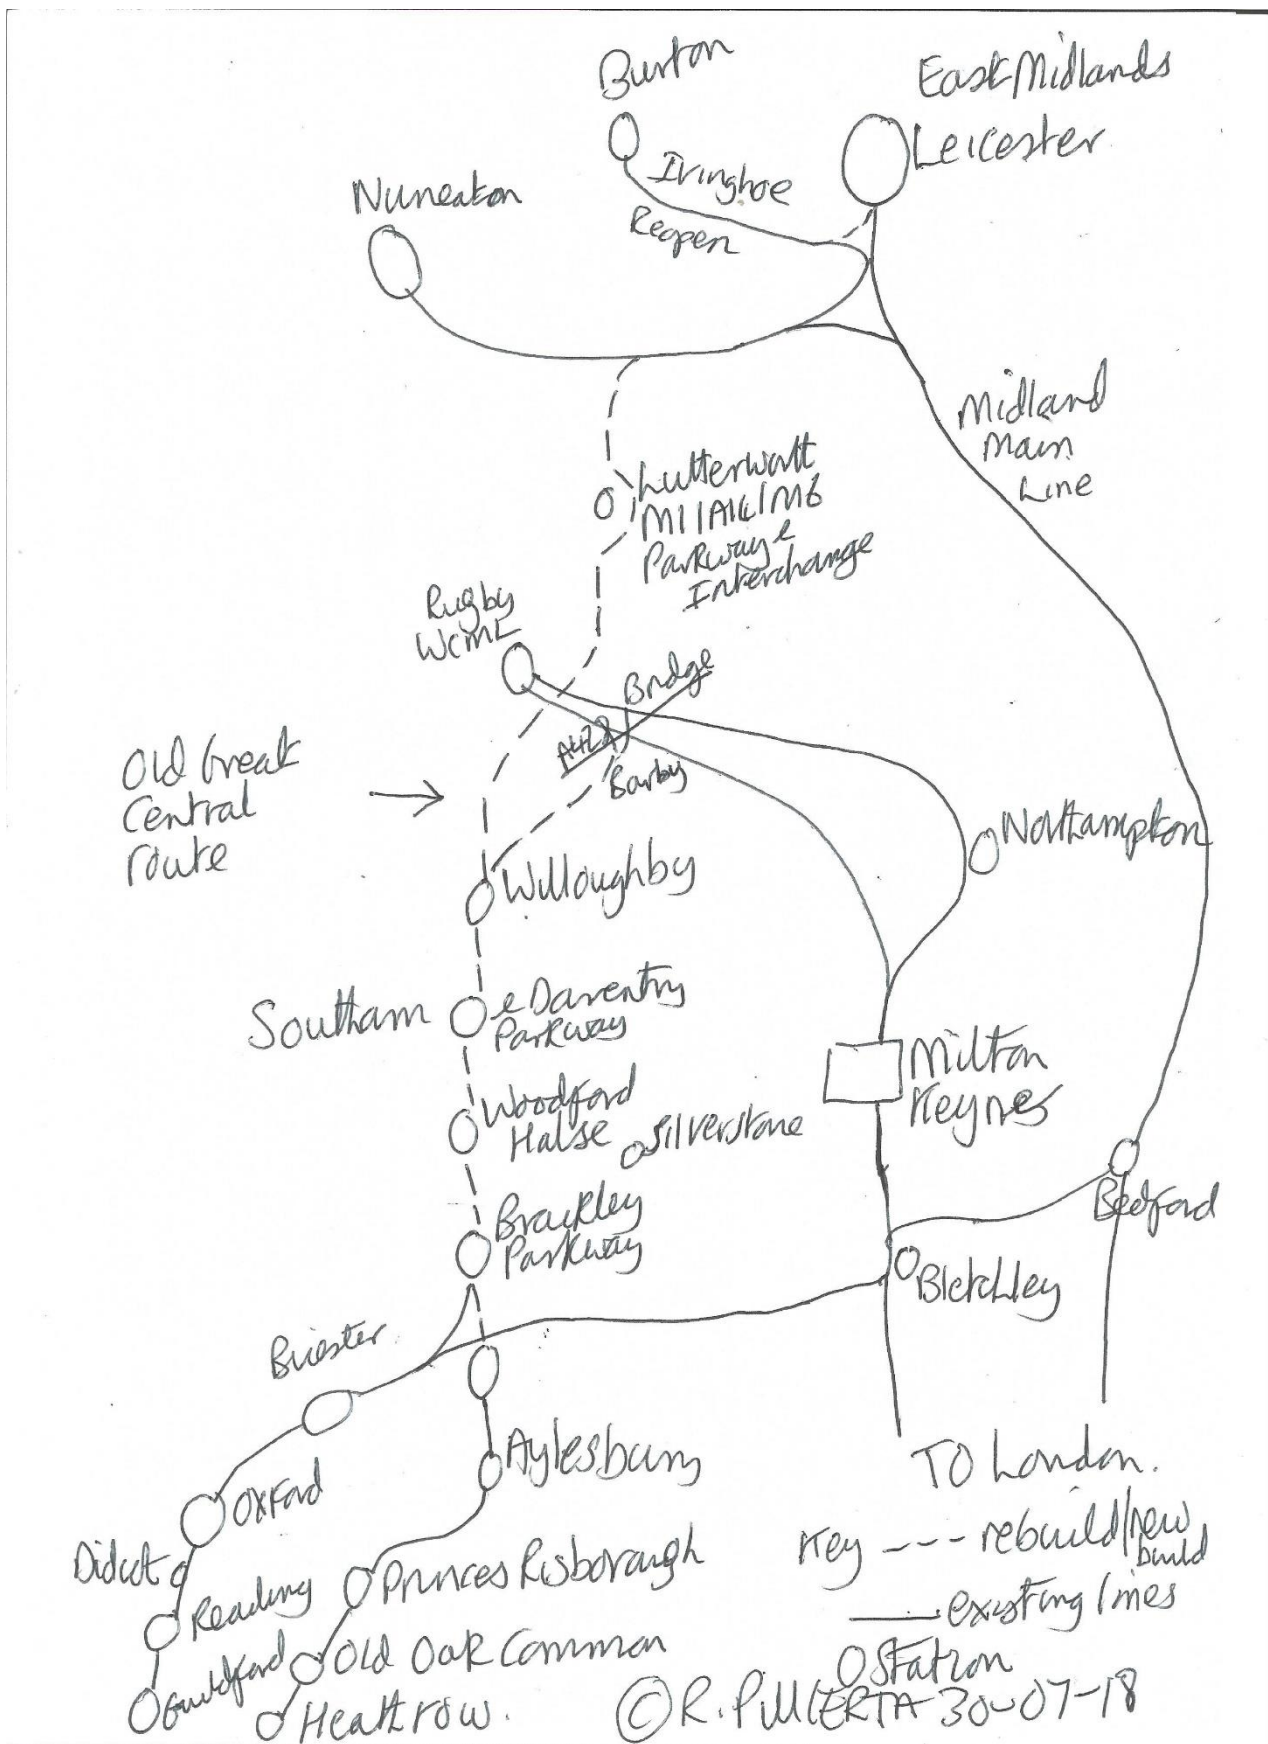 Burton
East Midlands
Leicester
Nuneaton
Ivinghoe
Reopen
Midland
Main
Line
Lutterworth
M1/A14/M6
Parkway &
Interchange
Rugby
WCML
Bridge
A428
Barby
Old Great
Central
route
Northampton
Willoughby
Southam
& Daventry
Parkway
Milton
Keynes
Woodford
Halse
Silverstone
Brackley
Parkway
Bedford
Bletchley
Bicester
Aylesbury
To London.
Oxford
Key --- rebuild/new
build
Didcot
Princes Risborough
Reading
existing lines
Old Oak Common
Station
Guildford
Heathrow.
© R. Pill ERTA 30-07-18